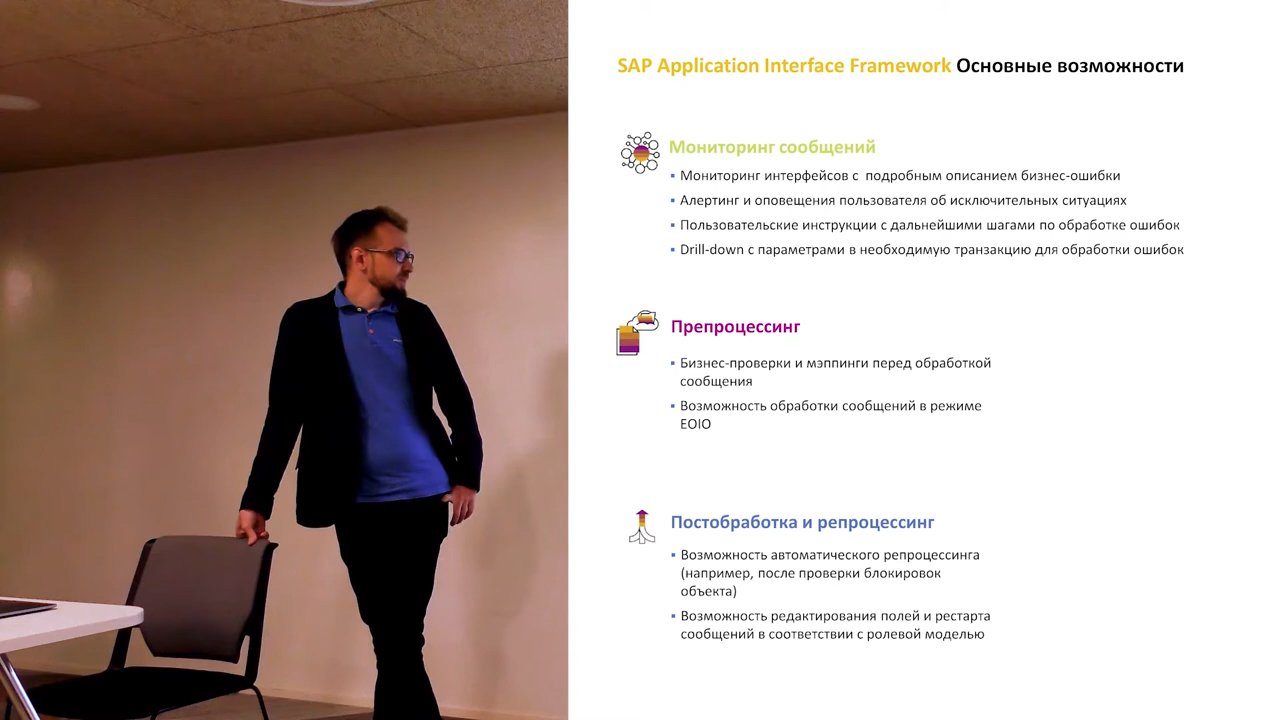 SAP Application Interface Framework Основные возможности
Мониторинг сообщений
▪ Мониторинг интерфейсов с подробным описанием бизнес-ошибки
▪ Алертинг и оповещения пользователя об исключительных ситуациях
▪ Пользовательские инструкции с дальнейшими шагами по обработке ошибок
▪ Drill-down с параметрами в необходимую транзакцию для обработки ошибок
Препроцессинг
▪ Бизнес-проверки и мэппинги перед обработкой
сообщения
▪ Возможность обработки сообщений в режиме
EOIO
Постобработка и репроцессинг
▪ Возможность автоматического репроцессинга
(например, после проверки блокировок
объекта)
▪ Возможность редактирования полей и рестарта
сообщений в соответствии с ролевой моделью